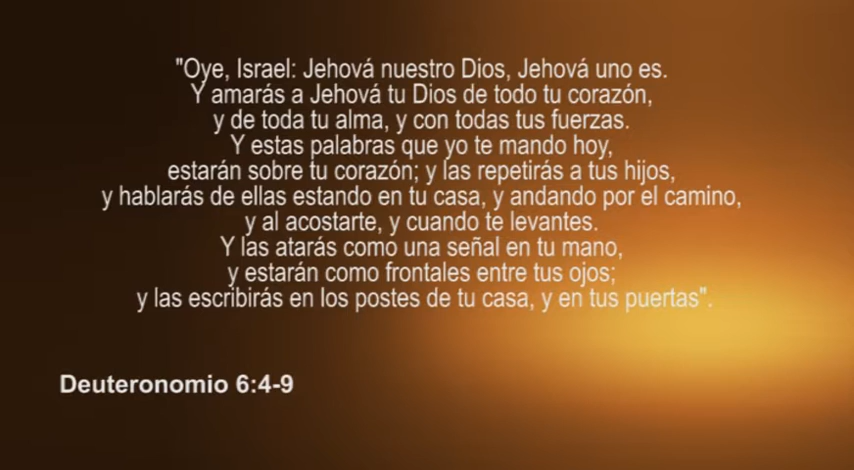 "Oye, Israel: Jehová nuestro Dios, Jehová uno es.
Y amarás a Jehová tu Dios de todo tu corazón,
y de toda tu alma, y con todas tus fuerzas.
Y estas palabras que yo te mando hoy,
estarán sobre tu corazón; y las repetirás a tus hijos,
y hablarás de ellas estando en tu casa, y andando por el camino,
y al acostarte, y cuando te levantes.
Y las atarás como una señal en tu mano,
y estarán como frontales entre tus ojos;
y las escribirás en los postes de tu casa, y en tus puertas".
Deuteronomio 6:4-9